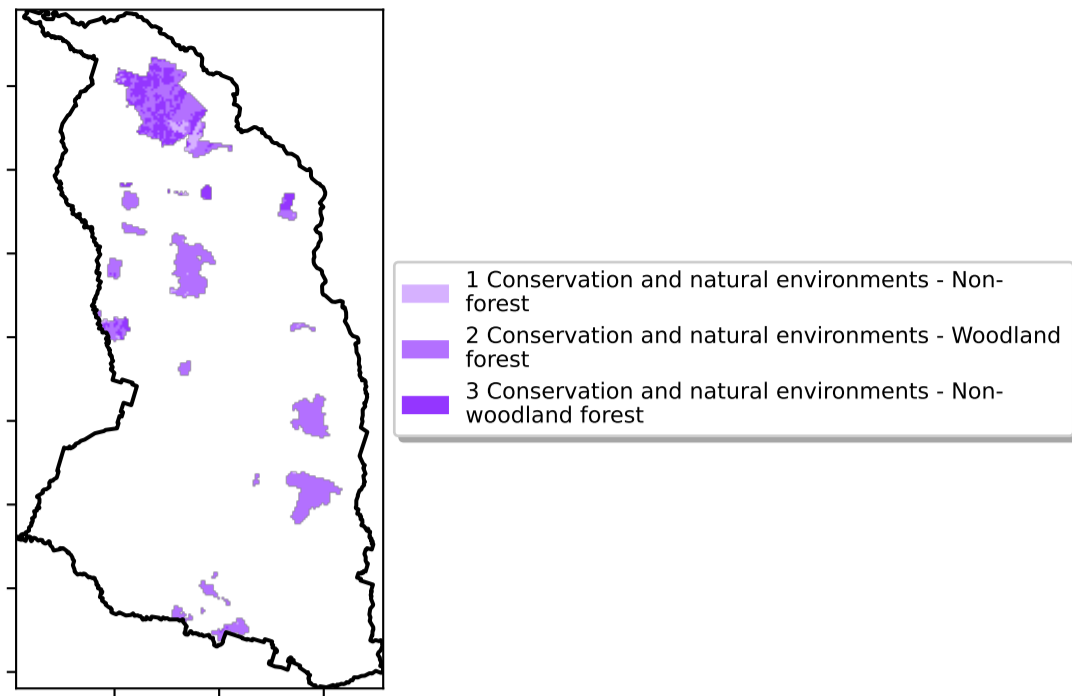 1 Conservation and natural environments - Non-
forest
2 Conservation and natural environments - Woodland
forest
3 Conservation and natural environments - Non-
woodland forest